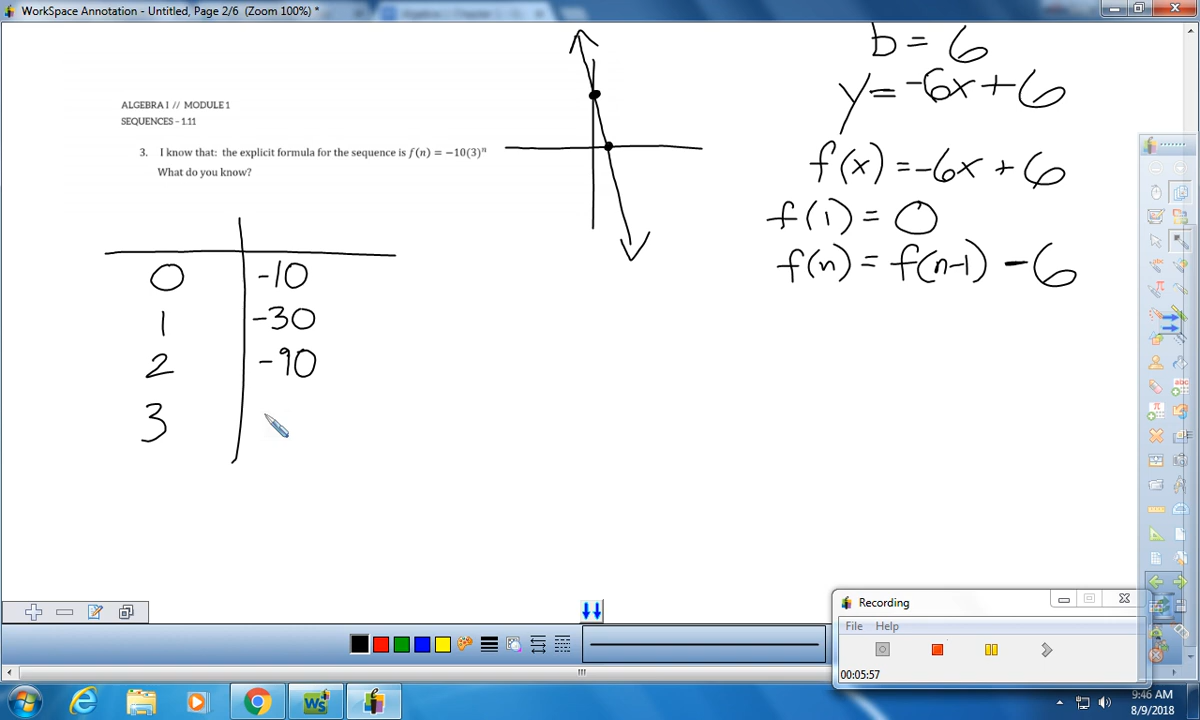 WorkSpace Annotation - Untitled, Page 2/6 (Zoom 100%) *
b = 6
y = -6x + 6
f(x) = -6x + 6
f(1) = 0
f(n) = f(n-1) - 6
ALGEBRA I // MODULE 1
SEQUENCES – 1.11
3. I know that: the explicit formula for the sequence is f(n) = −10(3)ⁿ
What do you know?
0 -10
1 -30
2 -90
3
Recording
File Help
00:05:57
9:46 AM
8/9/2018